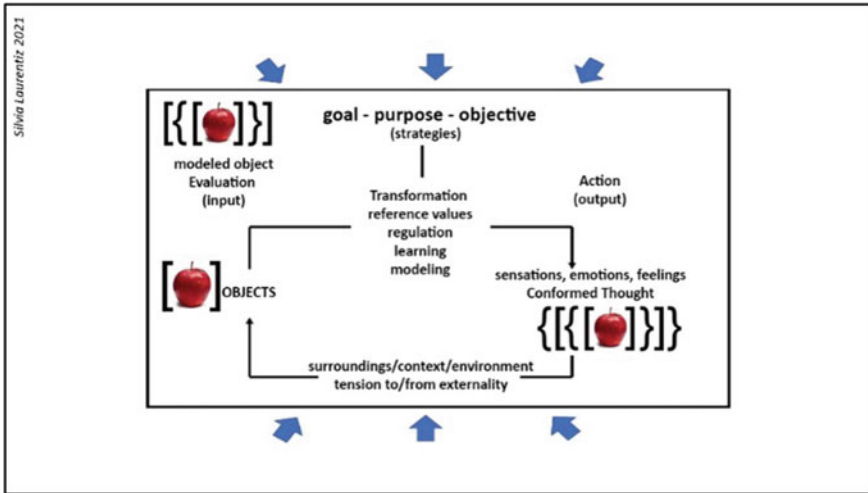 Silvia Laurentiz 2021
[{[ ]}]
modeled object
Evaluation
(input)
goal - purpose - objective
(strategies)
Transformation
reference values
regulation
learning
modeling
Action
(output)
[ ] OBJECTS
sensations, emotions, feelings
Conformed Thought
{[{[ ]}]}
surroundings/context/environment
tension to/from externality